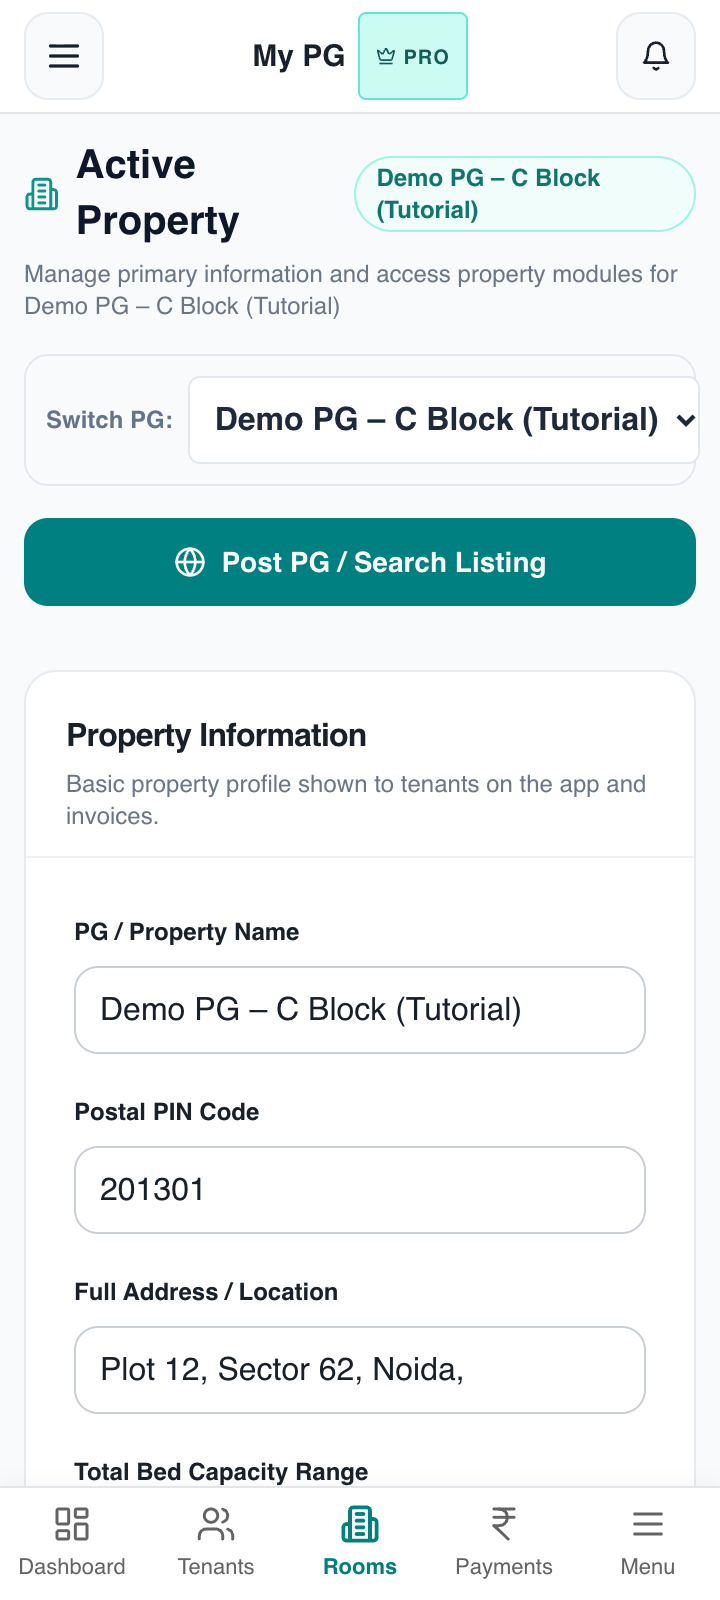 My PG
PRO
Active
Property
Demo PG – C Block
(Tutorial)
Manage primary information and access property modules for
Demo PG – C Block (Tutorial)
Switch PG:
Demo PG – C Block (Tutorial)
Post PG / Search Listing
Property Information
Basic property profile shown to tenants on the app and
invoices.
PG / Property Name
Demo PG – C Block (Tutorial)
Postal PIN Code
201301
Full Address / Location
Plot 12, Sector 62, Noida,
Total Bed Capacity Range
Dashboard
Tenants
Rooms
Payments
Menu